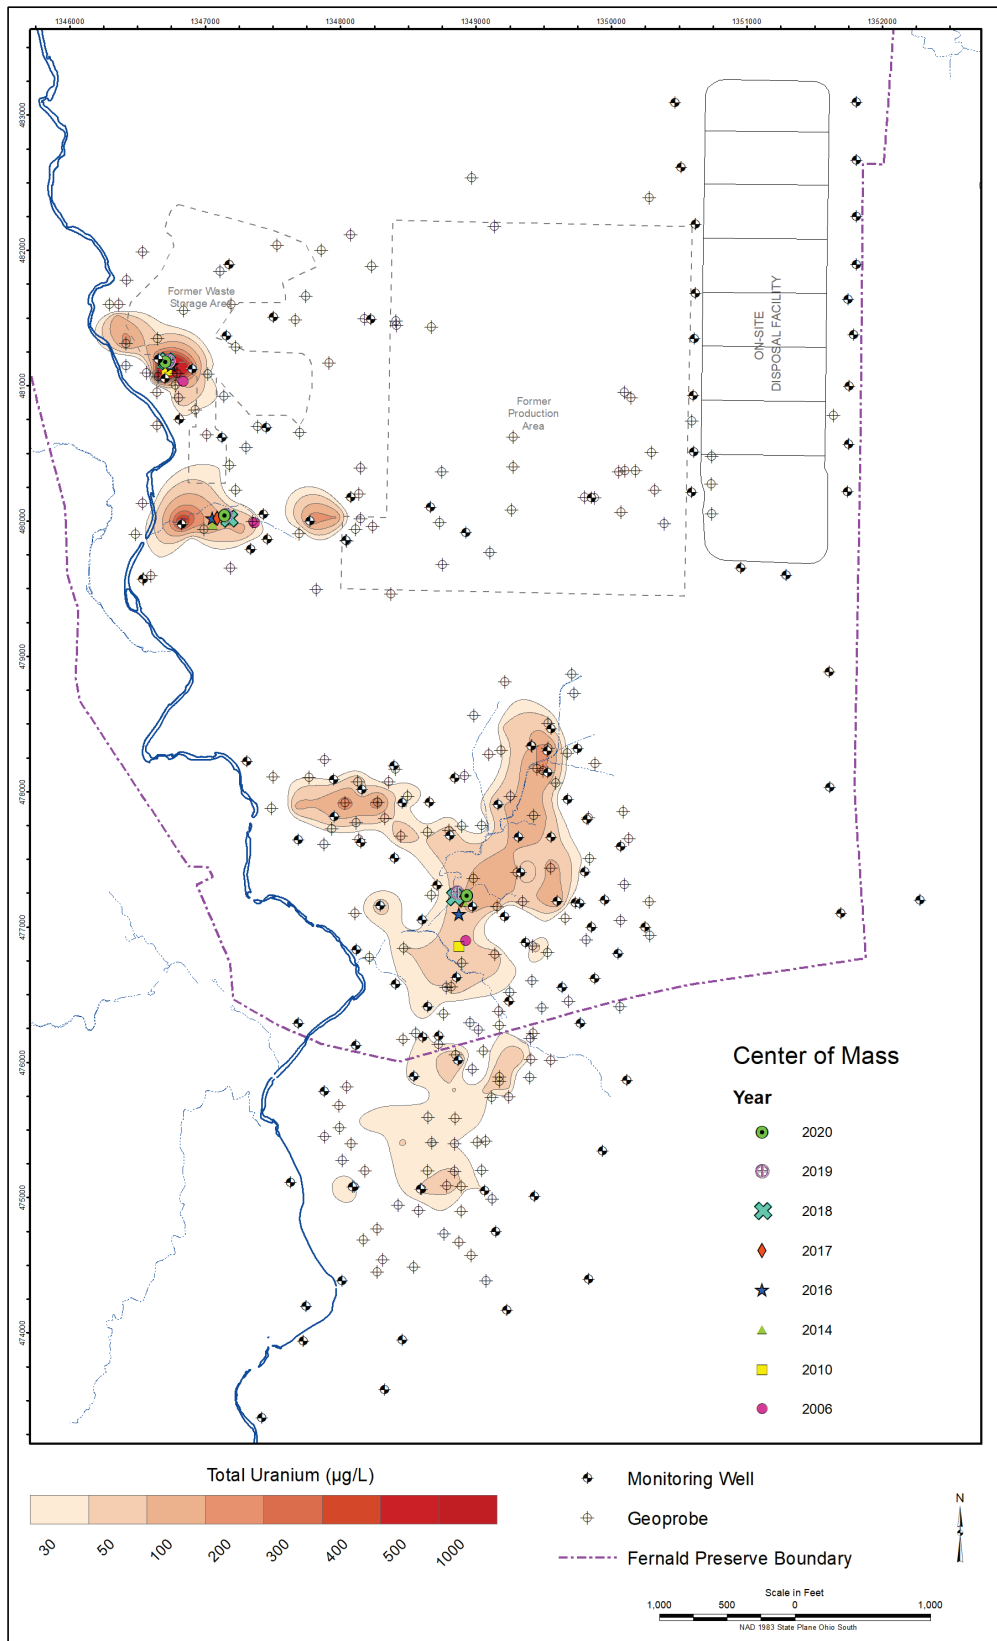 1346000
1347000
1348000
1349000
1350000
1351000
1352000
483000
482000
481000
480000
479000
478000
477000
476000
475000
474000
Former Waste
Storage Area
Former
Production
Area
ON-SITE
DISPOSAL FACILITY
Center of Mass
Year
2020
2019
2018
2017
2016
2014
2010
2006
Total Uranium (µg/L)
30
50
100
200
300
400
500
1000
Monitoring Well
Geoprobe
Fernald Preserve Boundary
N
Scale in Feet
1,000
500
0
1,000
NAD 1983 State Plane Ohio South